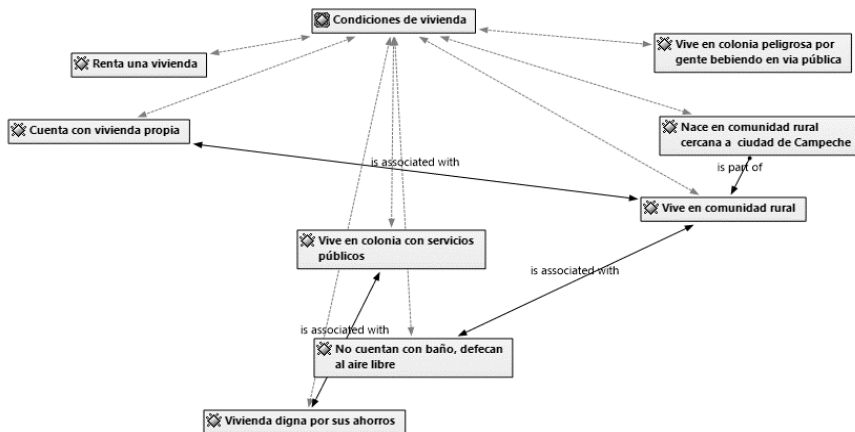 Condiciones de vivienda
Renta una vivienda
Vive en colonia peligrosa por
gente bebiendo en via pública
Cuenta con vivienda propia
Nace en comunidad rural
cercana a ciudad de Campeche
is associated with
is part of
Vive en comunidad rural
Vive en colonia con servicios
públicos
is associated with
is associated with
No cuentan con baño, defecan
al aire libre
Vivienda digna por sus ahorros